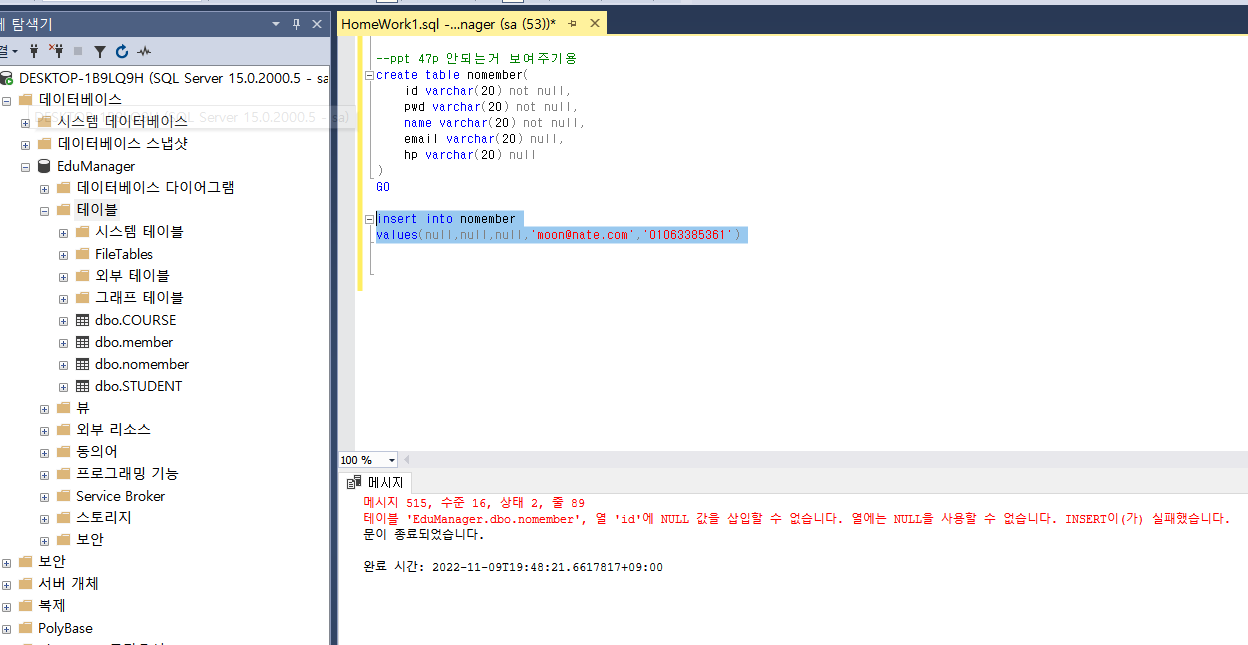 탐색기
HomeWork1.sql -...nager (sa (53))*
DESKTOP-1B9LQ9H (SQL Server 15.0.2000.5 - sa
데이터베이스
시스템 데이터베이스
SQL Server 15.0.2000.5 - sa)
데이터베이스 스냅샷
EduManager
데이터베이스 다이어그램
테이블
시스템 테이블
FileTables
외부 테이블
그래프 테이블
dbo.COURSE
dbo.member
dbo.nomember
dbo.STUDENT
뷰
외부 리소스
동의어
프로그래밍 기능
Service Broker
스토리지
보안
보안
서버 개체
복제
PolyBase
--ppt 47p 안되는거 보여주기용
create table nomember(
id varchar(20) not null,
pwd varchar(20) not null,
name varchar(20) not null,
email varchar(20) null,
hp varchar(20) null
)
GO
insert into nomember
values(null,null,null,'moon@nate.com','01063385361')
100 %
메시지
메시지 515, 수준 16, 상태 2, 줄 89
테이블 'EduManager.dbo.nomember', 열 'id'에 NULL 값을 삽입할 수 없습니다. 열에는 NULL을 사용할 수 없습니다. INSERT이(가) 실패했습니다.
문이 종료되었습니다.
완료 시간: 2022-11-09T19:48:21.6617817+09:00